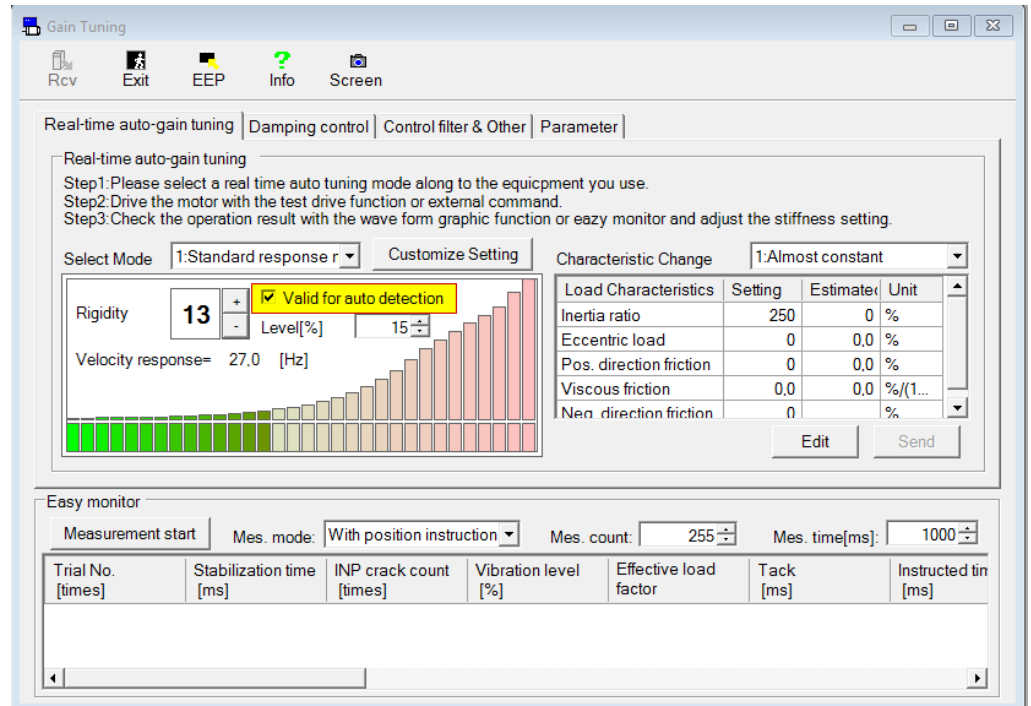 Gain Tuning
Rcv Exit EEP Info Screen
Real-time auto-gain tuning Damping control Control filter & Other Parameter
Real-time auto-gain tuning
Step1:Please select a real time auto tuning mode along to the equicpment you use.
Step2:Drive the motor with the test drive function or external command.
Step3:Check the operation result with the wave form graphic function or eazy monitor and adjust the stiffness setting.
Select Mode 1:Standard response r Customize Setting Characteristic Change 1:Almost constant
Rigidity 13 + - Valid for auto detection
Level[%] 15
Velocity response= 27,0 [Hz]
Load Characteristics Setting Estimated Unit
Inertia ratio 250 0 %
Eccentric load 0 0,0 %
Pos. direction friction 0 0,0 %
Viscous friction 0,0 0,0 %/(1...
Neg. direction friction 0 %
Edit Send
Easy monitor
Measurement start Mes. mode: With position instruction Mes. count: 255 Mes. time[ms]: 1000
Trial No. Stabilization time INP crack count Vibration level Effective load Tack Instructed tim
[times] [ms] [times] [%] factor [ms] [ms]